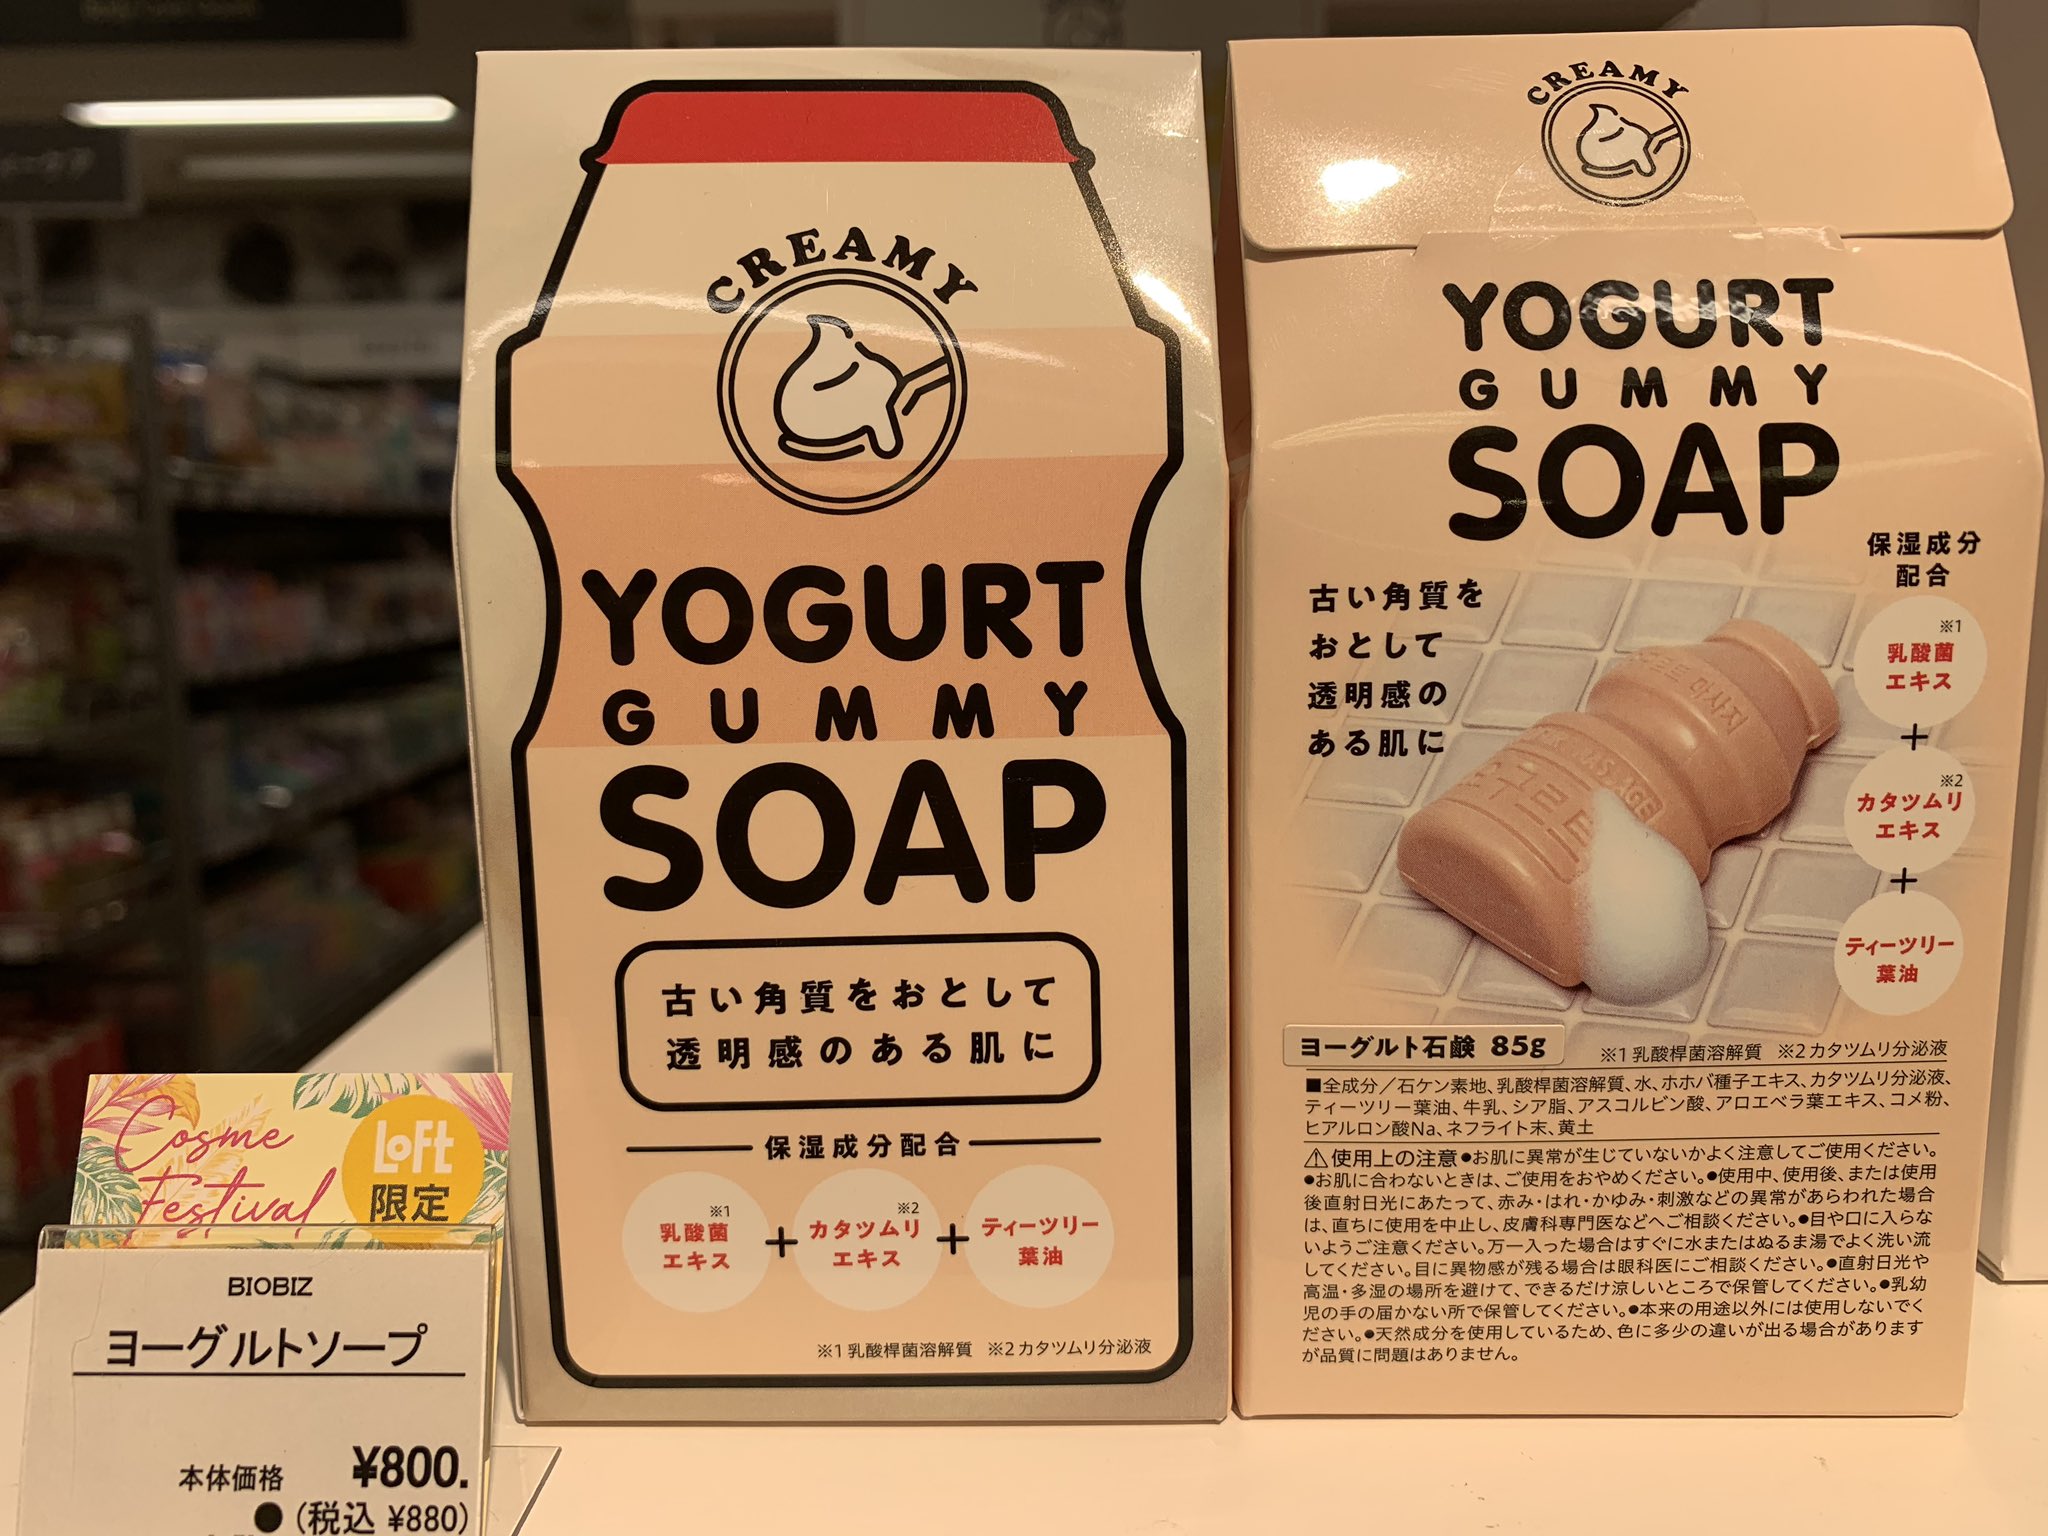 CREAMY
YOGURT
GUMMY
SOAP
古い角質をおとして
透明感のある肌に
保湿成分配合
※1
乳酸菌
エキス
+
※2
カタツムリ
エキス
+
ティーツリー
葉油
※1乳酸桿菌溶解質 ※2カタツムリ分泌液
CREAMY
YOGURT
GUMMY
SOAP
保湿成分
配合
古い角質を
おとして
透明感の
ある肌に
※1
乳酸菌
エキス
+
※2
カタツムリ
エキス
+
ティーツリー
葉油
마사지
요구르트
ヨーグルト石鹸 85g
※1乳酸桿菌溶解質 ※2カタツムリ分泌液
■全成分/石ケン素地、乳酸桿菌溶解質、水、ホホバ種子エキス、カタツムリ分泌液、
ティーツリー葉油、牛乳、シア脂、アスコルビン酸、アロエベラ葉エキス、コメ粉、
ヒアルロン酸Na、ネフライト末、黄土
⚠使用上の注意●お肌に異常が生じていないかよく注意してご使用ください。
●お肌に合わないときは、ご使用をおやめください。●使用中、使用後、または使用
後直射日光にあたって、赤み・はれ・かゆみ・刺激などの異常があらわれた場合
は、直ちに使用を中止し、皮膚科専門医などへご相談ください。●目や口に入らな
いようご注意ください。万一入った場合はすぐに水またはぬるま湯でよく洗い流
してください。目に異物感が残る場合は眼科医にご相談ください。●直射日光や
高温・多湿の場所を避けて、できるだけ涼しいところで保管してください。●乳幼
児の手の届かない所で保管してください。●本来の用途以外には使用しないでく
ださい。●天然成分を使用しているため、色に多少の違いが出る場合があります
が品質に問題はありません。
Cosme
Festival
LOFT
限定
BIOBIZ
ヨーグルトソープ
本体価格 ¥800.
●(税込 ¥880)